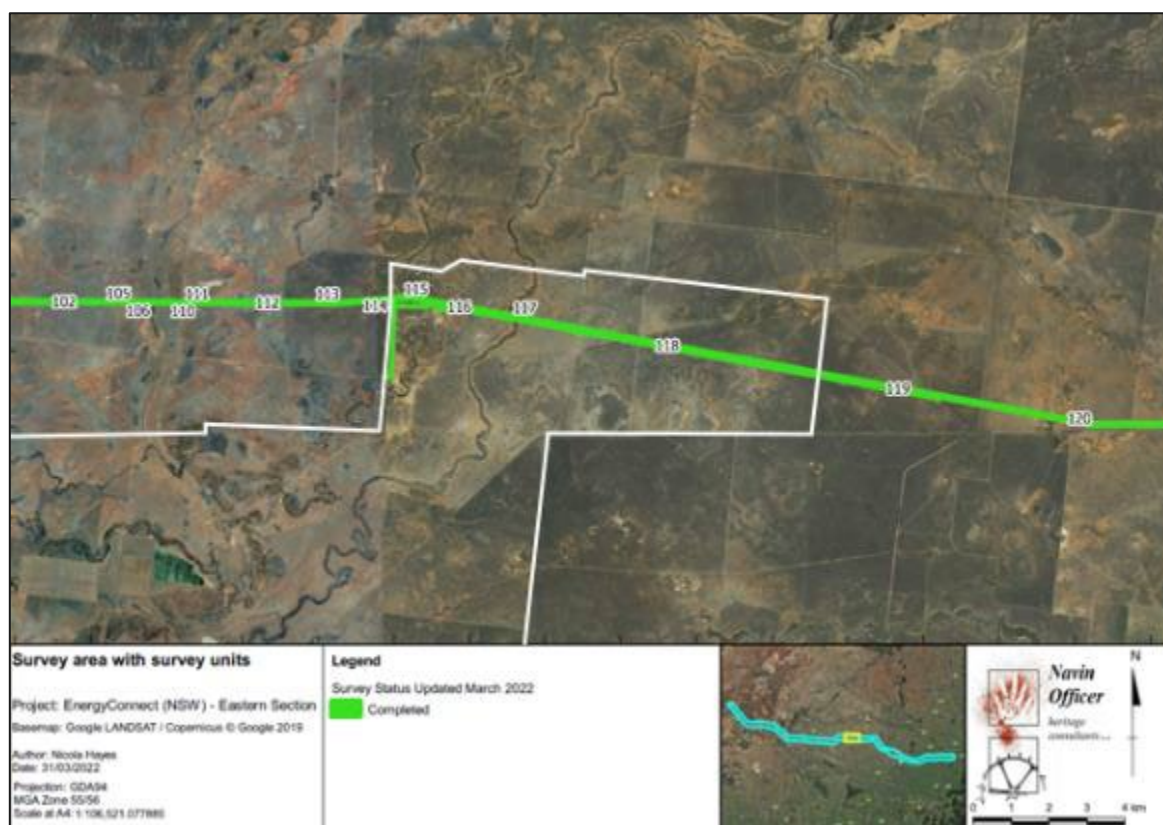 115
102 105 111 113
106 110 112 114 116 117
118
119
120
Survey area with survey units
Project: EnergyConnect (NSW) - Eastern Section
Basemap: Google LANDSAT / Copernicus © Google 2019
Author: Nicola Hayes
Date: 31/03/2022
Projection: GDA94
MGA Zone 55/56
Scale at A4: 1:106,521.077885
Legend
Survey Status Updated March 2022
Completed
Navin
Officer
heritage
consultants
N
0 1 2 3 4 km